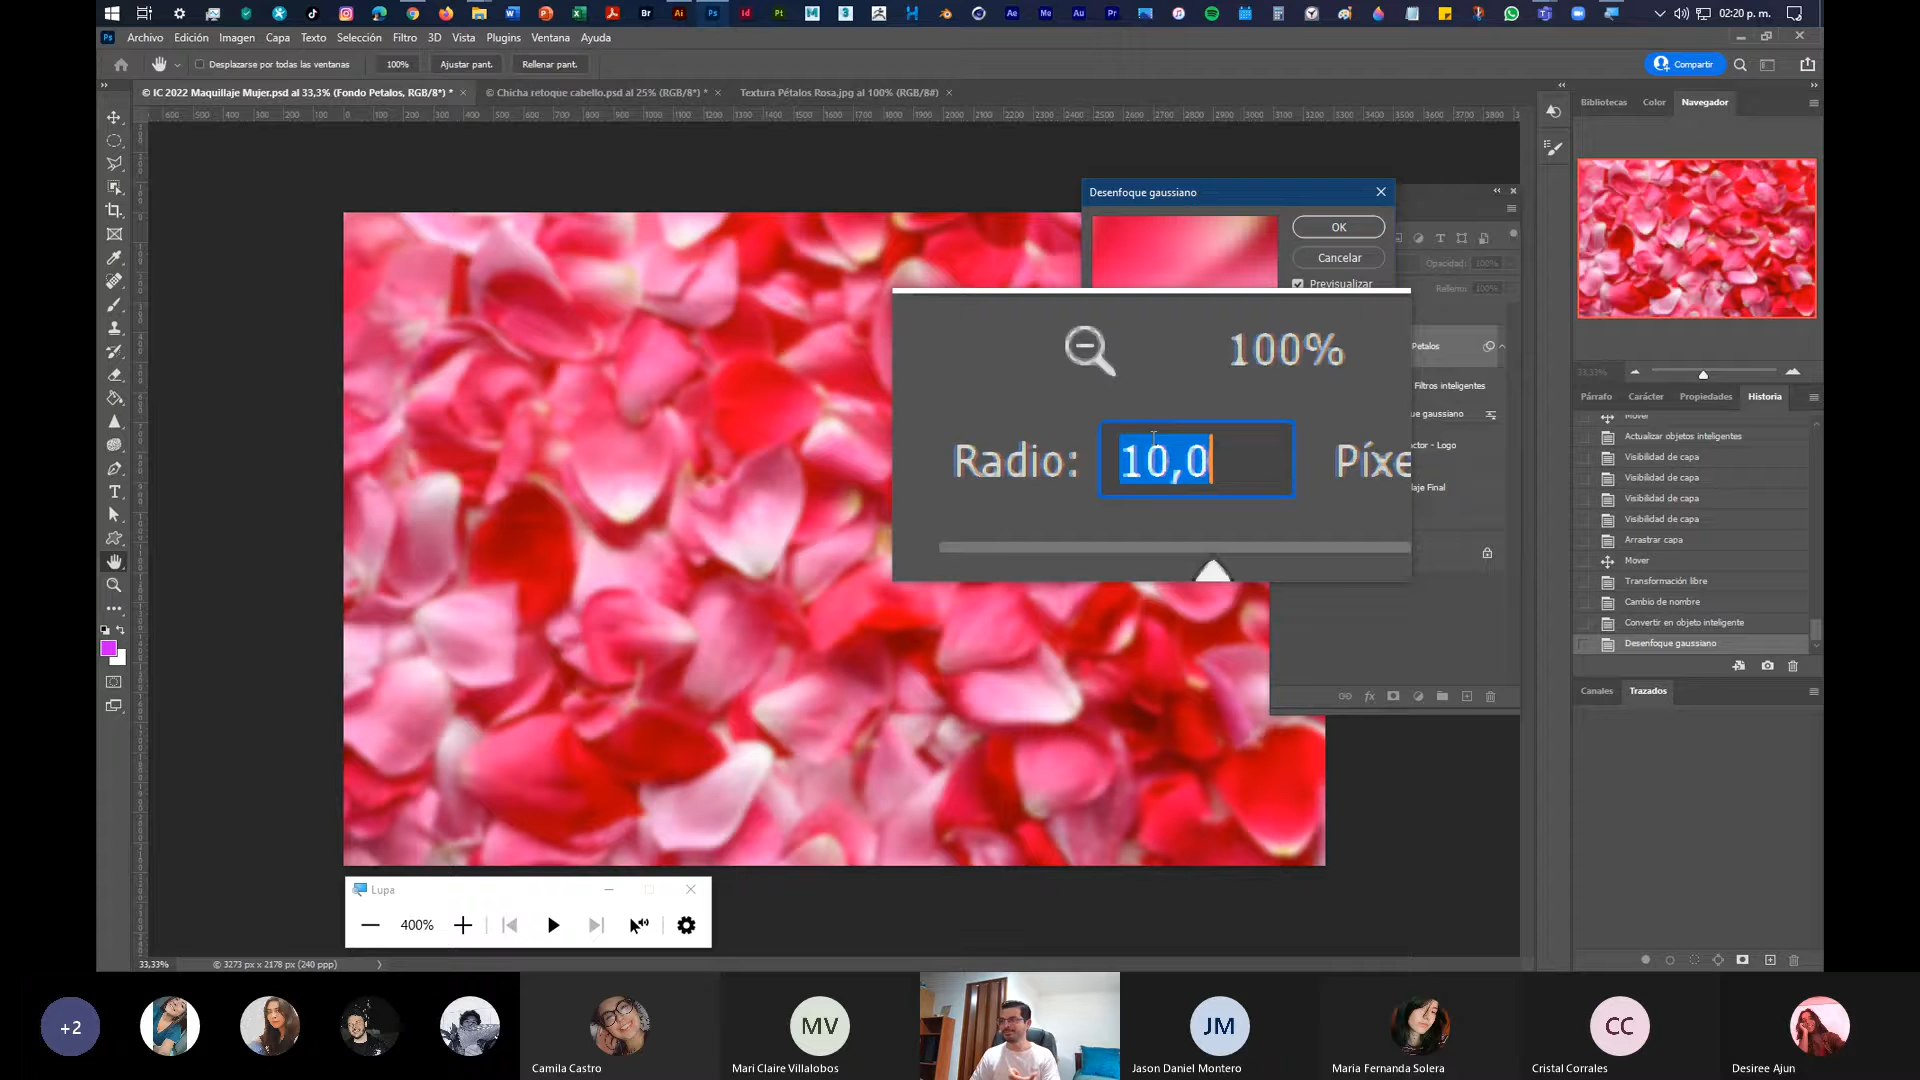 02:20 p. m.
Archivo Edición Imagen Capa Texto Selección Filtro 3D Vista Plugins Ventana Ayuda
Desplazarse por todas las ventanas 100% Ajustar pant. Rellenar pant. Compartir
© IC 2022 Maquillaje Mujer.psd al 33,3% (Fondo Petalos, RGB/8*) *
© Chicha retoque cabello.psd al 25% (RGB/8*) *
Textura Pétalos Rosa.jpg al 100% (RGB/8#)
Bibliotecas Color Navegador
Desenfoque gaussiano
OK
Cancelar
Previsualizar
100%
Radio: 10,0 Píxe
Opacidad: 100%
Relleno: 100%
Petalos
Filtros inteligentes
ue gaussiano
ctor - Logo
aje Final
33,33%
Párrafo Carácter Propiedades Historia
Mover
Actualizar objetos inteligentes
Visibilidad de capa
Visibilidad de capa
Visibilidad de capa
Visibilidad de capa
Arrastrar capa
Mover
Transformación libre
Cambio de nombre
Convertir en objeto inteligente
Desenfoque gaussiano
Canales Trazados
Lupa
400%
33,33% © 3273 px x 2178 px (240 ppp)
+2
Camila Castro
MV
Mari Claire Villalobos
JM
Jason Daniel Montero
Maria Fernanda Solera
CC
Cristal Corrales
Desiree Ajun